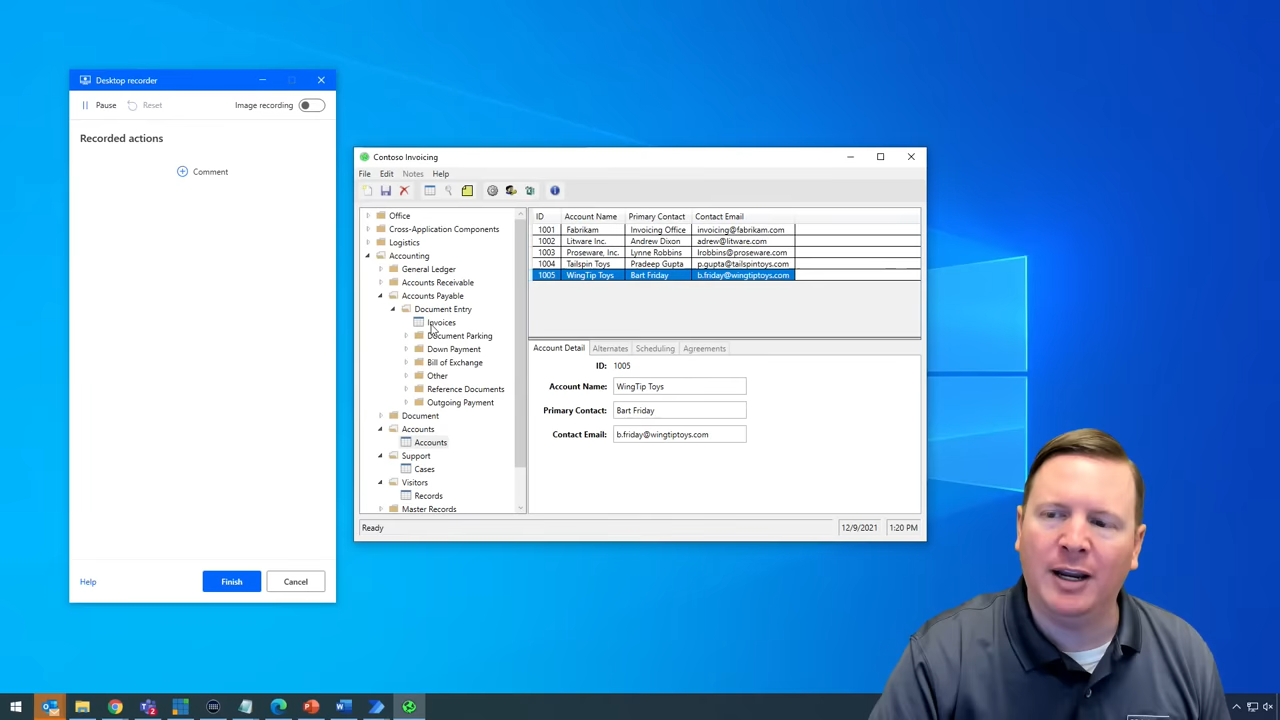 Desktop recorder
Pause Reset Image recording
Recorded actions
Comment
Help Finish Cancel
Contoso Invoicing
File Edit Notes Help
Office
Cross-Application Components
Logistics
Accounting
General Ledger
Accounts Receivable
Accounts Payable
Document Entry
Invoices
Document Parking
Down Payment
Bill of Exchange
Other
Reference Documents
Outgoing Payment
Document
Accounts
Accounts
Support
Cases
Visitors
Records
Master Records
ID Account Name Primary Contact Contact Email
1001 Fabrikam Invoicing Office invoicing@fabrikam.com
1002 Litware Inc. Andrew Dixon adrew@litware.com
1003 Proseware, Inc. Lynne Robbins lrobbins@proseware.com
1004 Tailspin Toys Pradeep Gupta p.gupta@tailspintoys.com
1005 WingTip Toys Bart Friday b.friday@wingtiptoys.com
Account Detail Alternates Scheduling Agreements
ID: 1005
Account Name: WingTip Toys
Primary Contact: Bart Friday
Contact Email: b.friday@wingtiptoys.com
Ready 12/9/2021 1:20 PM